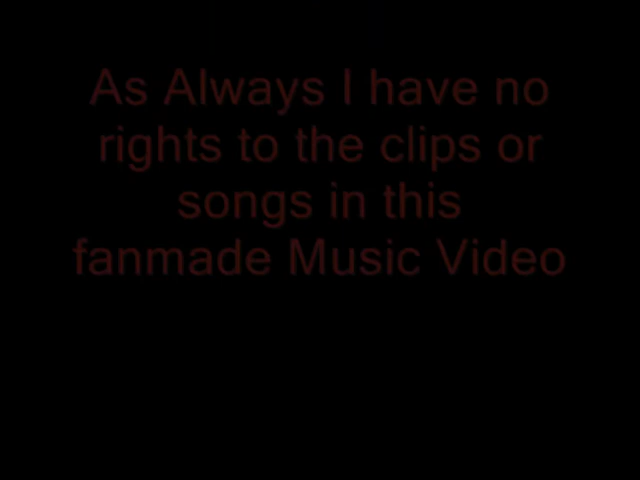 As Always I have no
rights to the clips or
songs in this
fanmade Music Video